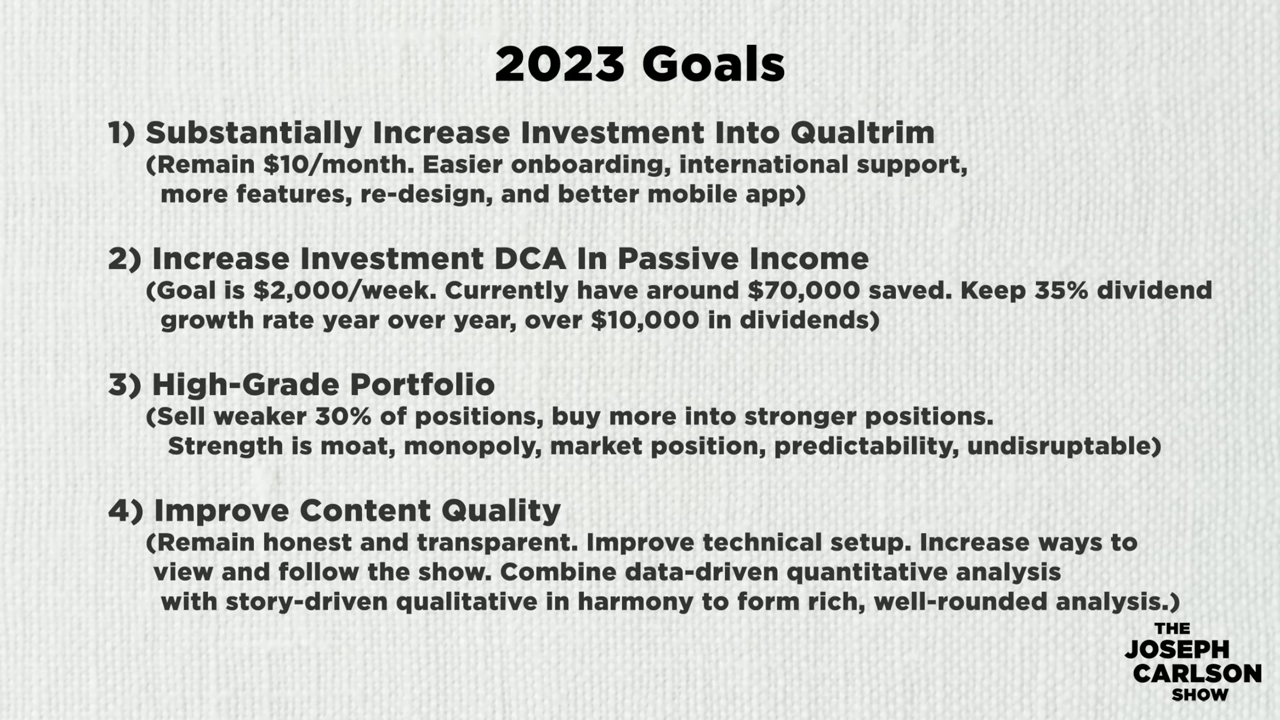 2023 Goals
1) Substantially Increase Investment Into Qualtrim
(Remain $10/month. Easier onboarding, international support,
more features, re-design, and better mobile app)
2) Increase Investment DCA In Passive Income
(Goal is $2,000/week. Currently have around $70,000 saved. Keep 35% dividend
growth rate year over year, over $10,000 in dividends)
3) High-Grade Portfolio
(Sell weaker 30% of positions, buy more into stronger positions.
Strength is moat, monopoly, market position, predictability, undisruptable)
4) Improve Content Quality
(Remain honest and transparent. Improve technical setup. Increase ways to
view and follow the show. Combine data-driven quantitative analysis
with story-driven qualitative in harmony to form rich, well-rounded analysis.)
THE
JOSEPH
CARLSON
SHOW